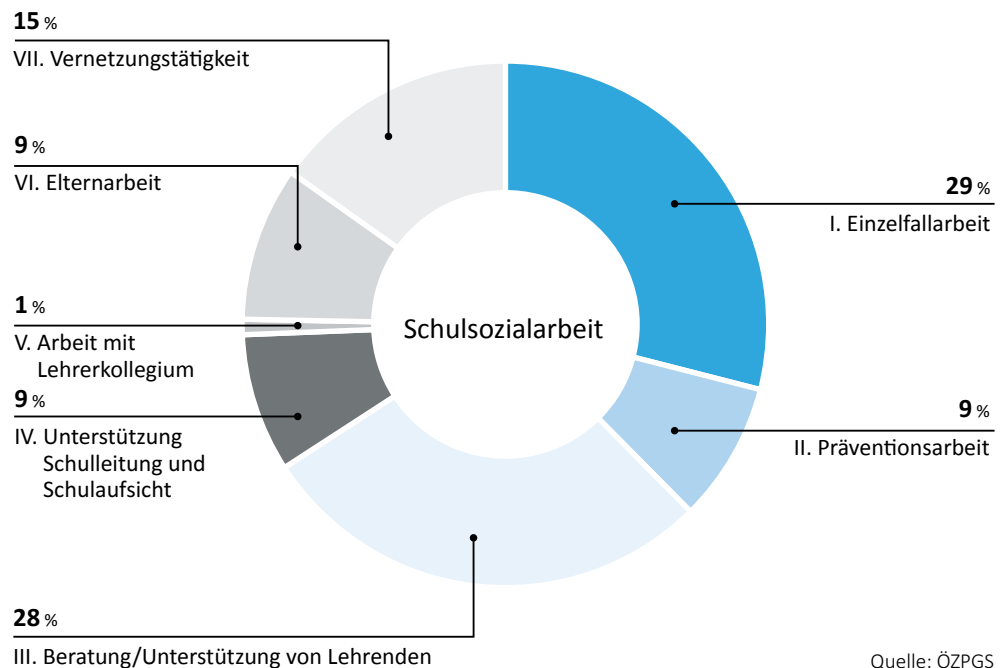 15 %
VII. Vernetzungstätigkeit
9 %
VI. Elternarbeit
1 %
V. Arbeit mit
Lehrerkollegium
9 %
IV. Unterstützung
Schulleitung und
Schulaufsicht
28 %
III. Beratung/Unterstützung von Lehrenden
Schulsozialarbeit
29 %
I. Einzelfallarbeit
9 %
II. Präventionsarbeit
Quelle: ÖZPGS